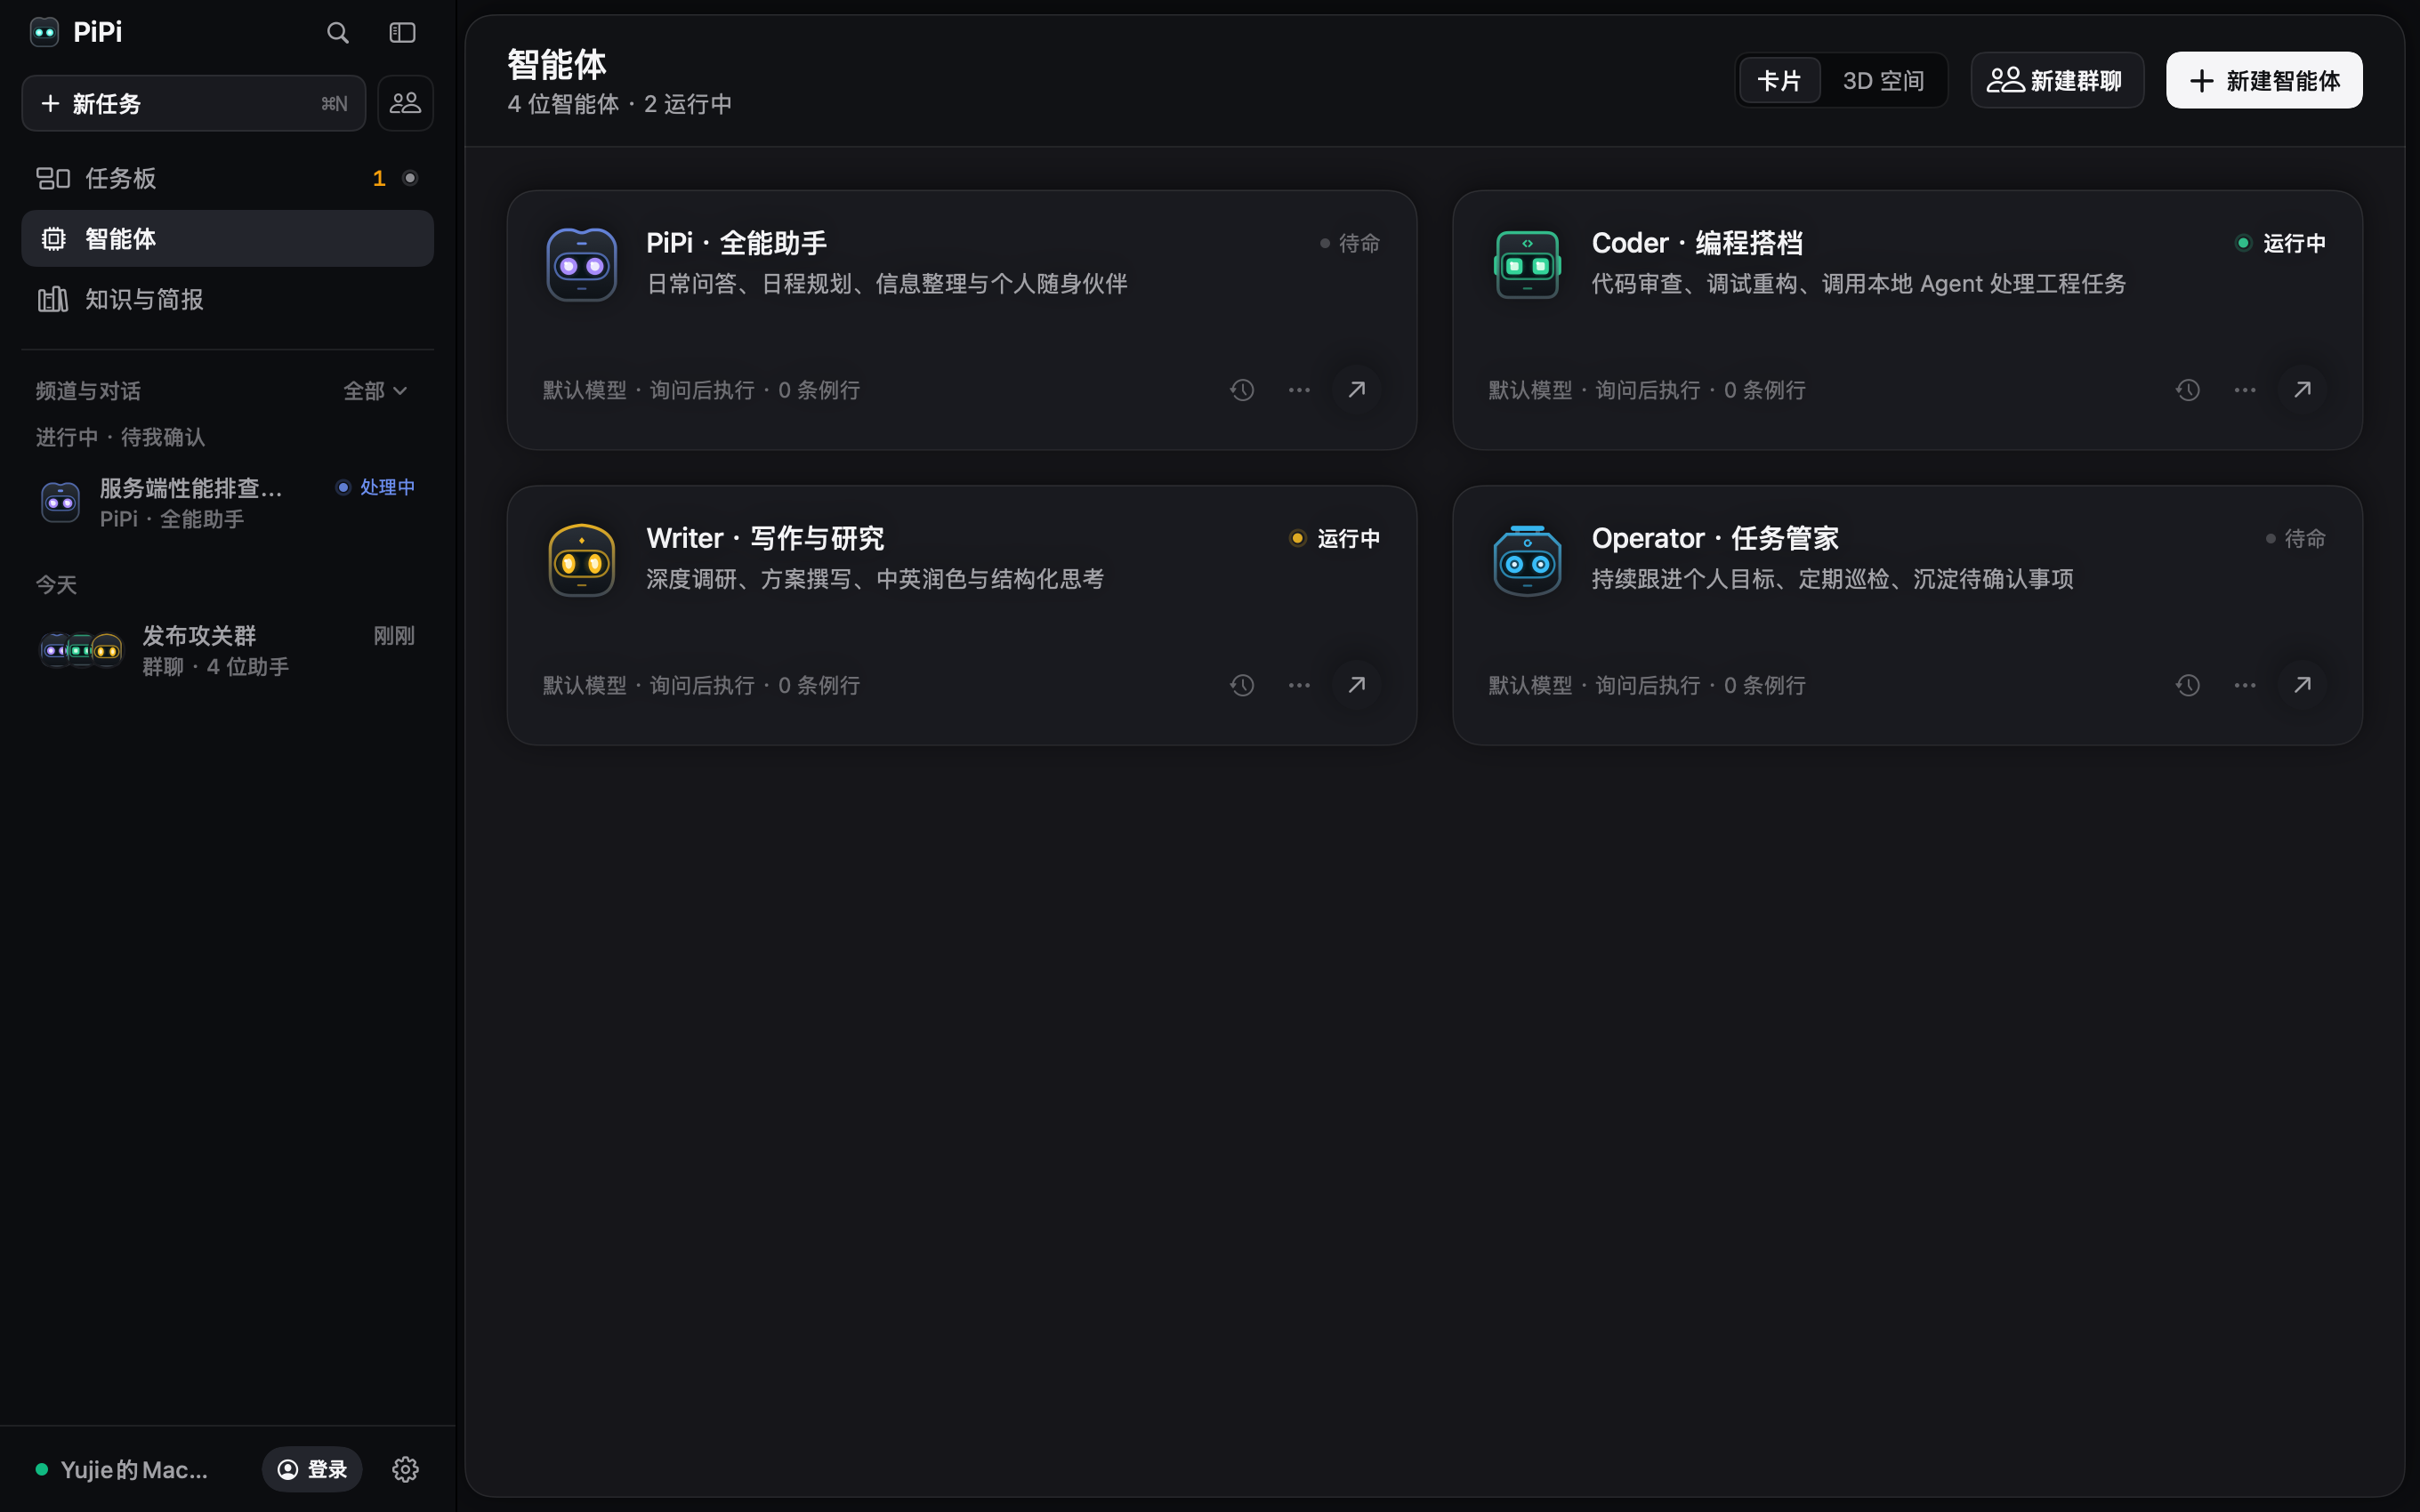 PiPi
新任务 ⌘N
任务板 1
智能体
知识与简报
频道与对话 全部
进行中 · 待我确认
服务端性能排查... 处理中
PiPi · 全能助手
今天
发布攻关群 刚刚
群聊 · 4 位助手
Yujie的Mac... 登录
智能体
4 位智能体 · 2 运行中
卡片 3D 空间 新建群聊 新建智能体
PiPi · 全能助手 待命
日常问答、日程规划、信息整理与个人随身伙伴
默认模型 · 询问后执行 · 0 条例行
Coder · 编程搭档 运行中
代码审查、调试重构、调用本地 Agent 处理工程任务
默认模型 · 询问后执行 · 0 条例行
Writer · 写作与研究 运行中
深度调研、方案撰写、中英润色与结构化思考
默认模型 · 询问后执行 · 0 条例行
Operator · 任务管家 待命
持续跟进个人目标、定期巡检、沉淀待确认事项
默认模型 · 询问后执行 · 0 条例行